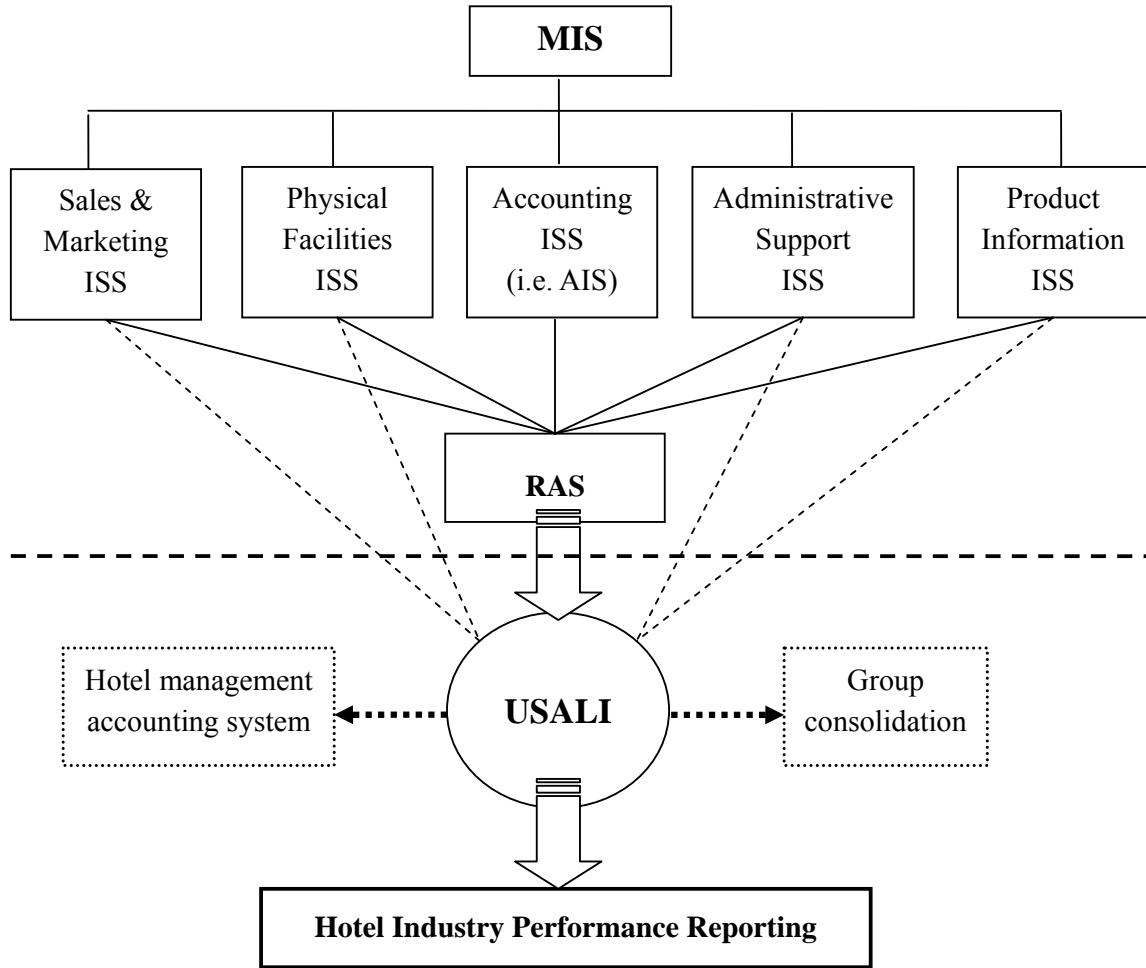 MIS
Sales &
Marketing
ISS
Physical
Facilities
ISS
Accounting
ISS
(i.e. AIS)
Administrative
Support
ISS
Product
Information
ISS
RAS
Hotel management
accounting system
USALI
Group
consolidation
Hotel Industry Performance Reporting